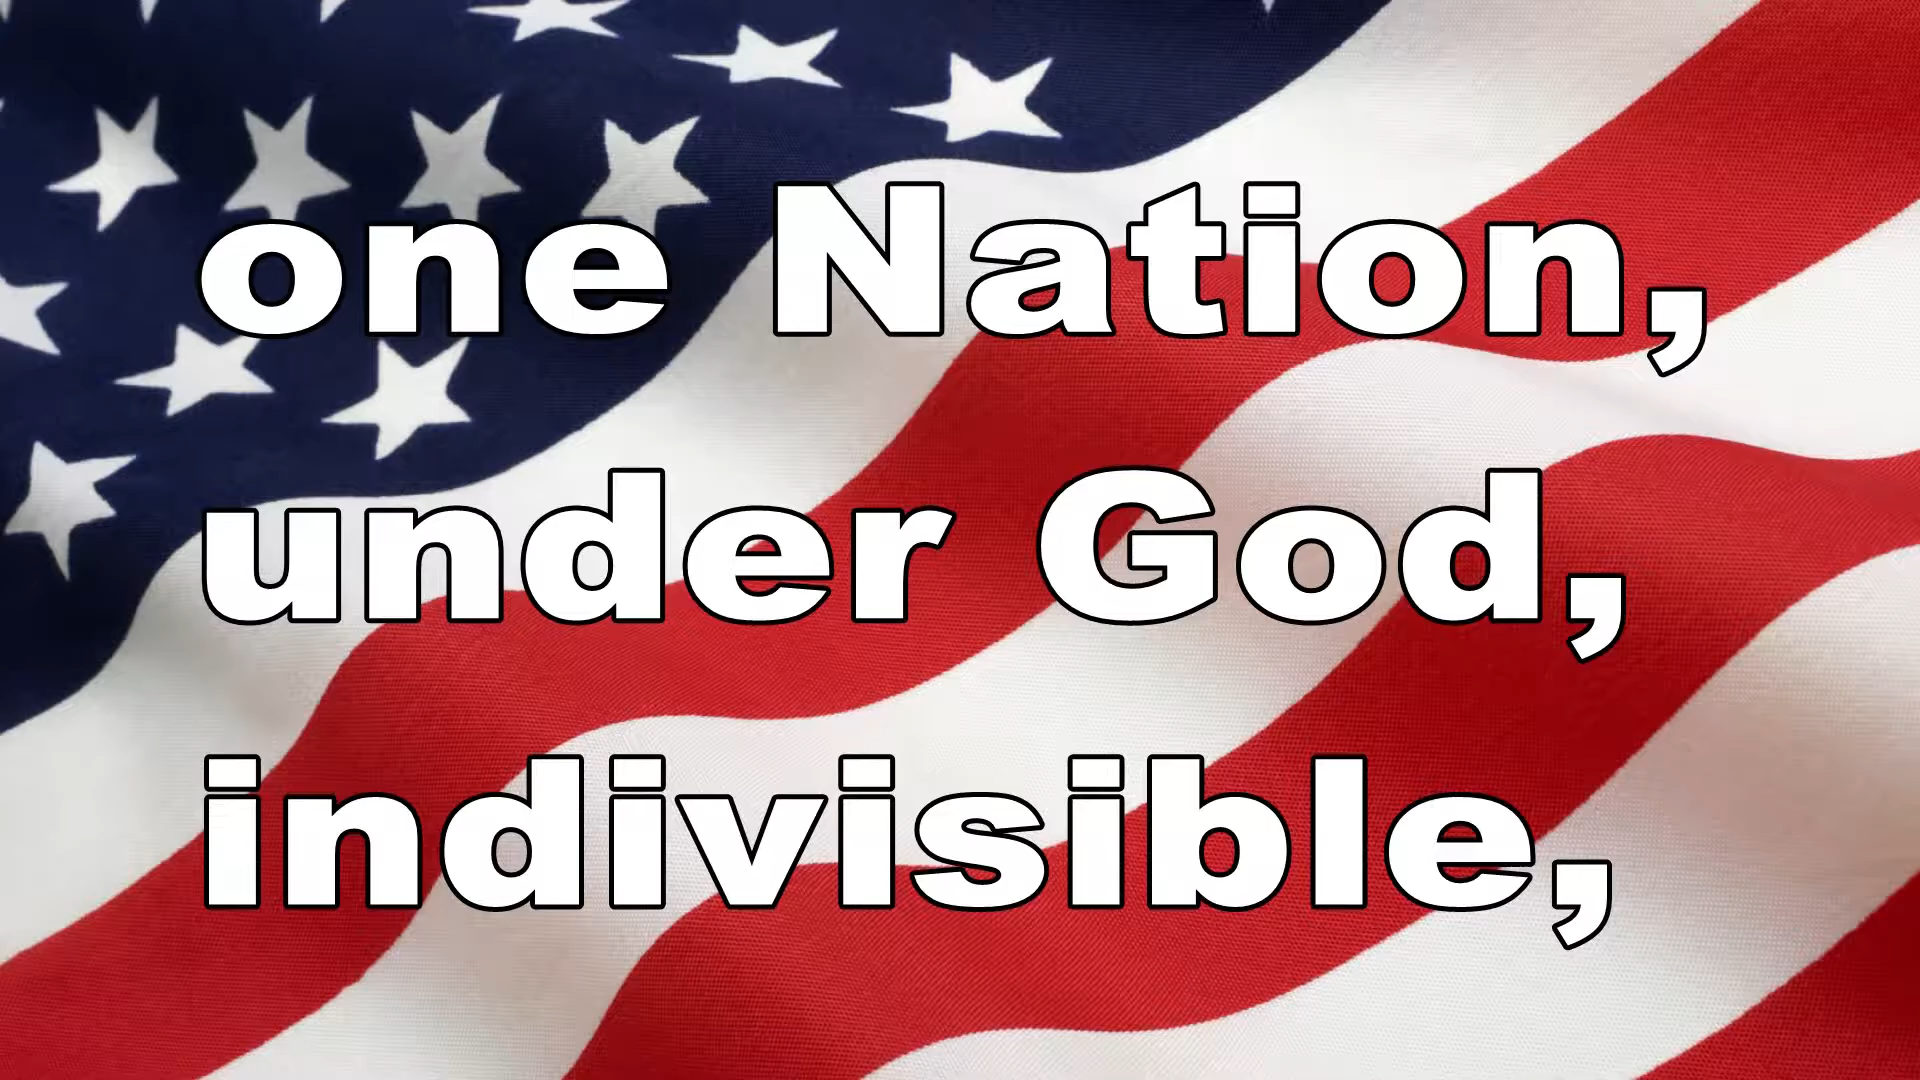 one Nation,
under God,
indivisible,